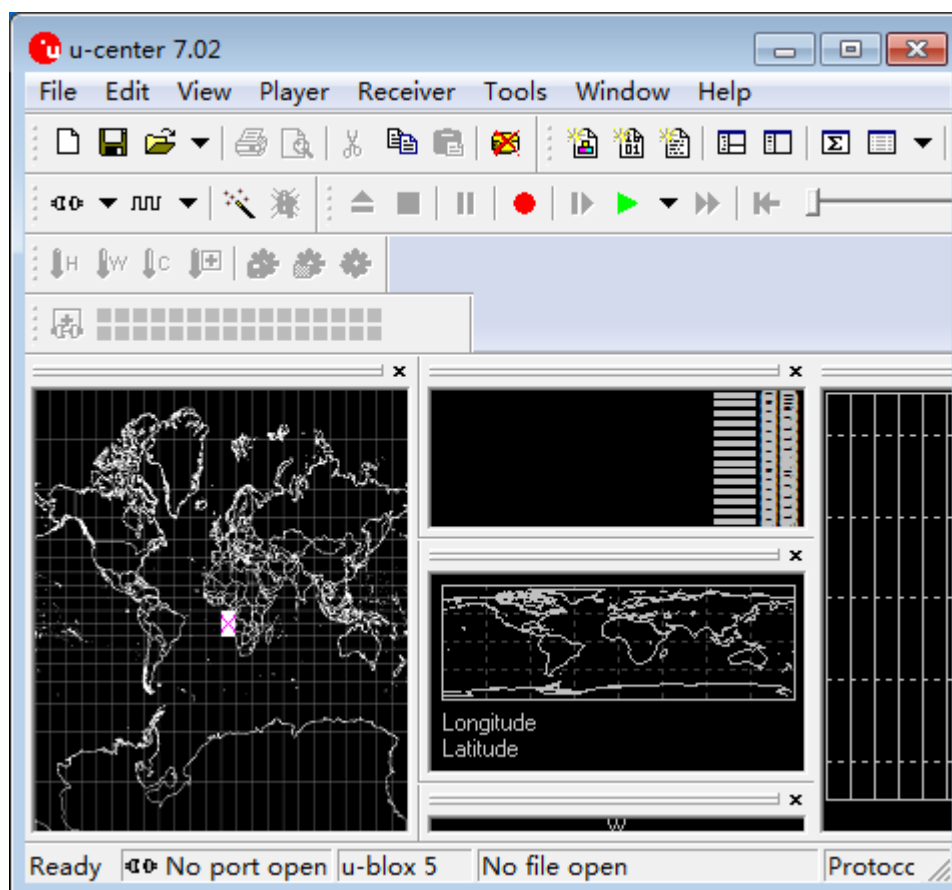 u-center 7.02
File Edit View Player Receiver Tools Window Help
H W C
Longitude
Latitude
W
Ready No port open u-blox 5 No file open Protocc